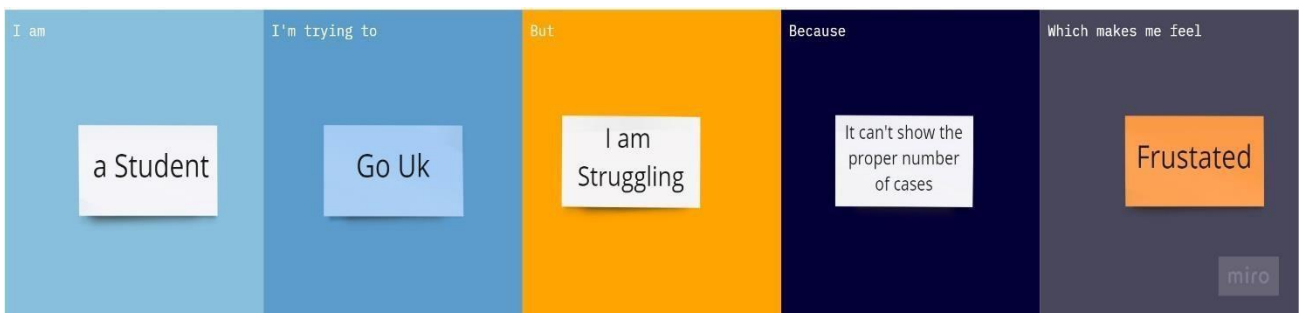 I am
a Student
I'm trying to
Go Uk
But
I am
Struggling
Because
It can't show the
proper number
of cases
Which makes me feel
Frustated
miro